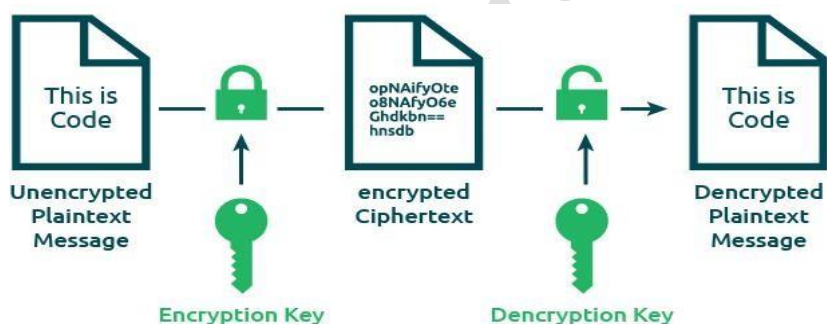 This is
Code
Unencrypted
Plaintext
Message
Encryption Key
opNAifyOte
o8NAfyO6e
Ghdkbn==
hnsdb
encrypted
Ciphertext
Dencryption Key
This is
Code
Dencrypted
Plaintext
Message